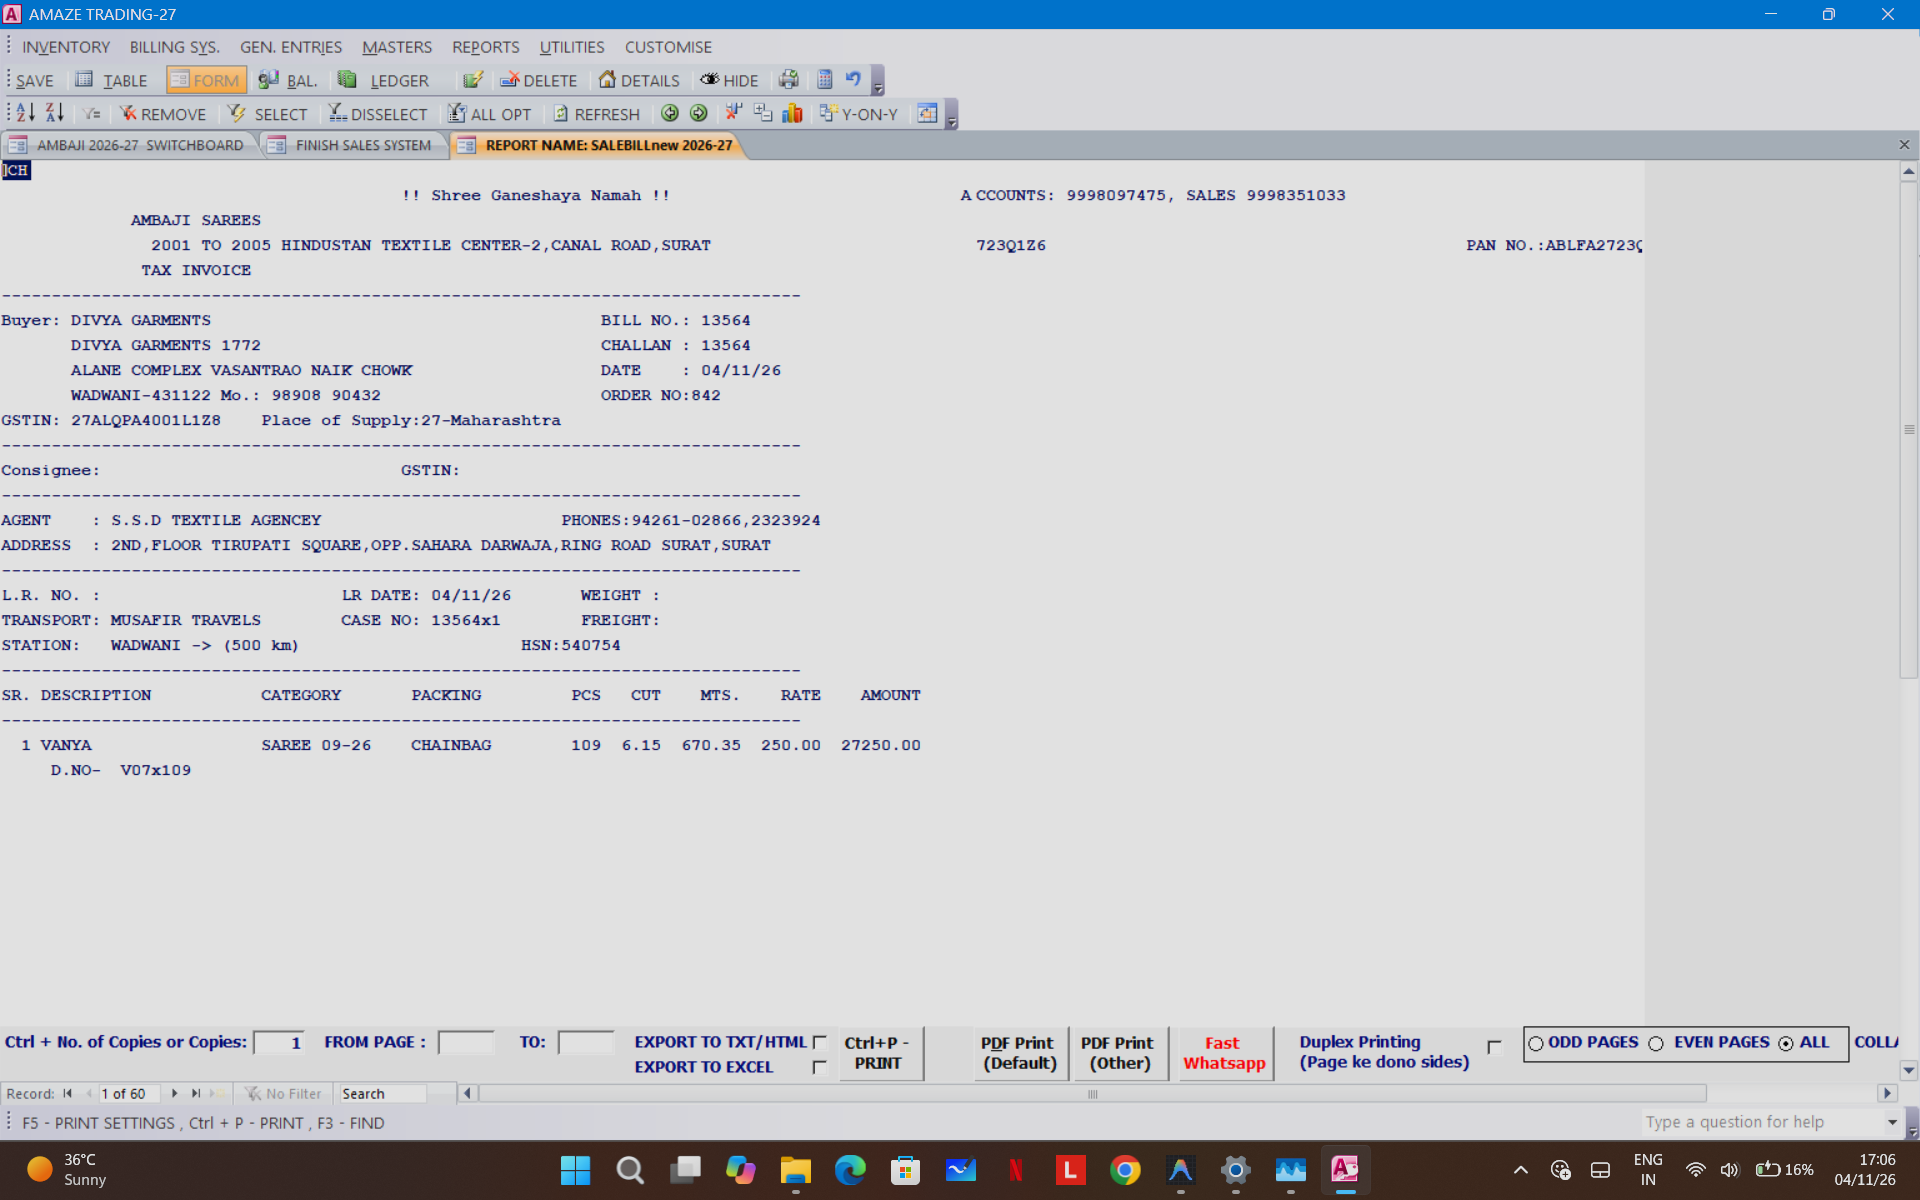 AMAZE TRADING-27
INVENTORY BILLING SYS. GEN. ENTRIES MASTERS REPORTS UTILITIES CUSTOMISE
SAVE TABLE FORM BAL. LEDGER DELETE DETAILS HIDE
REMOVE SELECT DISSELECT ALL OPT REFRESH Y-ON-Y
AMBAJI 2026-27 SWITCHBOARD FINISH SALES SYSTEM REPORT NAME: SALEBILLnew 2026-27
]CH
!! Shree Ganeshaya Namah !! A CCOUNTS: 9998097475, SALES 9998351033
AMBAJI SAREES
2001 TO 2005 HINDUSTAN TEXTILE CENTER-2,CANAL ROAD,SURAT 723Q1Z6 PAN NO.:ABLFA2723Q
TAX INVOICE
--------------------------------------------------------------------------------
Buyer: DIVYA GARMENTS BILL NO.: 13564
DIVYA GARMENTS 1772 CHALLAN : 13564
ALANE COMPLEX VASANTRAO NAIK CHOWK DATE : 04/11/26
WADWANI-431122 Mo.: 98908 90432 ORDER NO:842
GSTIN: 27ALQPA4001L1Z8 Place of Supply:27-Maharashtra
--------------------------------------------------------------------------------
Consignee: GSTIN:
--------------------------------------------------------------------------------
AGENT : S.S.D TEXTILE AGENCEY PHONES:94261-02866,2323924
ADDRESS : 2ND,FLOOR TIRUPATI SQUARE,OPP.SAHARA DARWAJA,RING ROAD SURAT,SURAT
--------------------------------------------------------------------------------
L.R. NO. : LR DATE: 04/11/26 WEIGHT :
TRANSPORT: MUSAFIR TRAVELS CASE NO: 13564x1 FREIGHT:
STATION: WADWANI -> (500 km) HSN:540754
--------------------------------------------------------------------------------
SR. DESCRIPTION CATEGORY PACKING PCS CUT MTS. RATE AMOUNT
--------------------------------------------------------------------------------
1 VANYA SAREE 09-26 CHAINBAG 109 6.15 670.35 250.00 27250.00
D.NO- V07x109
Ctrl + No. of Copies or Copies: 1 FROM PAGE : TO: EXPORT TO TXT/HTML Ctrl+P - PDF Print PDF Print Fast Duplex Printing ODD PAGES EVEN PAGES ALL COLLA
EXPORT TO EXCEL PRINT (Default) (Other) Whatsapp (Page ke dono sides)
Record: 1 of 60 No Filter Search
F5 - PRINT SETTINGS , Ctrl + P - PRINT , F3 - FIND Type a question for help
36°C
Sunny
ENG
IN
16%
17:06
04/11/26